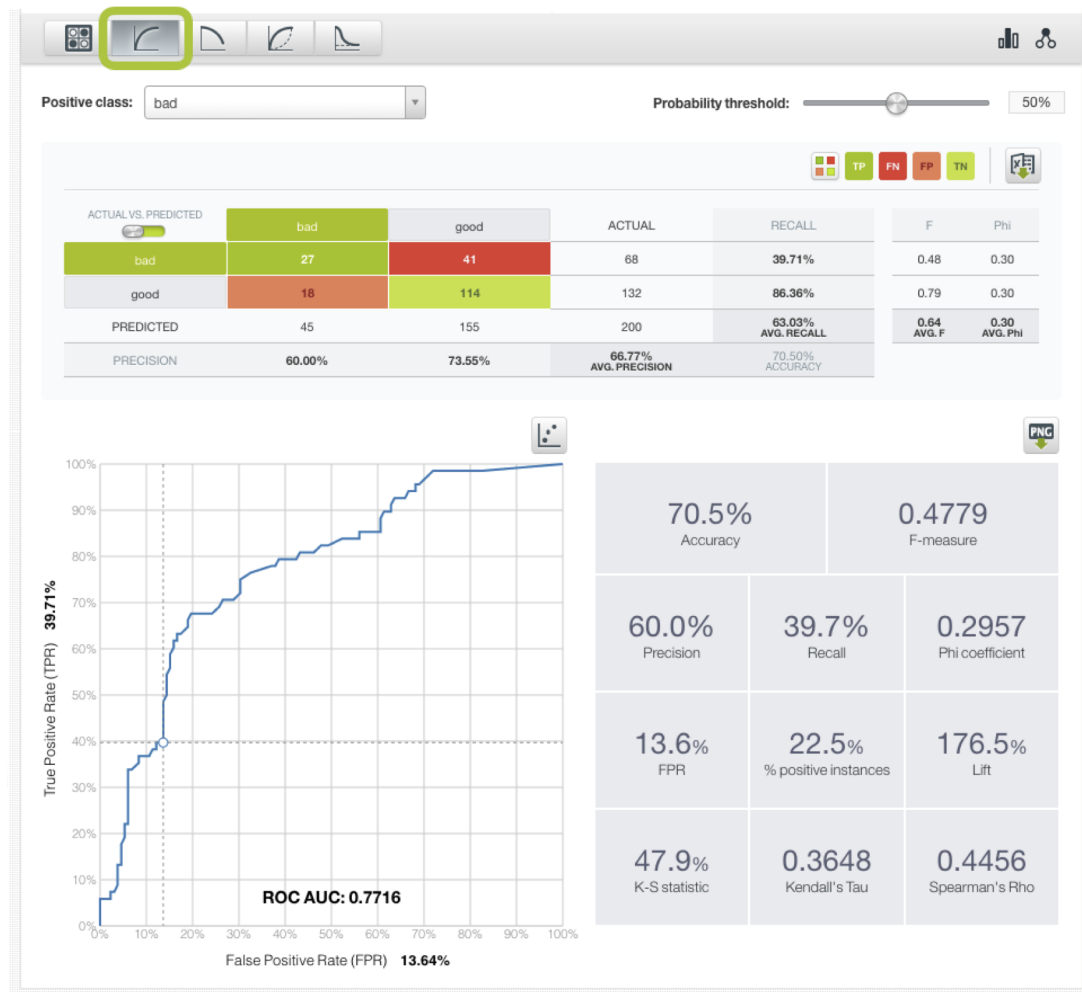 Positive class: bad
Probability threshold: 50%
TP FN FP TN
ACTUAL VS. PREDICTED bad good ACTUAL RECALL F Phi
bad 27 41 68 39.71% 0.48 0.30
good 18 114 132 86.36% 0.79 0.30
PREDICTED 45 155 200 63.03% AVG. RECALL 0.64 AVG. F 0.30 AVG. Phi
PRECISION 60.00% 73.55% 66.77% AVG. PRECISION 70.50% ACCURACY
PNG
100%
90%
80%
70%
60%
50%
40%
30%
20%
10%
0%
True Positive Rate (TPR) 39.71%
ROC AUC: 0.7716
0% 10% 20% 30% 40% 50% 60% 70% 80% 90% 100%
False Positive Rate (FPR) 13.64%
70.5% 0.4779
Accuracy F-measure
60.0% 39.7% 0.2957
Precision Recall Phi coefficient
13.6% 22.5% 176.5%
FPR % positive instances Lift
47.9% 0.3648 0.4456
K-S statistic Kendall's Tau Spearman's Rho